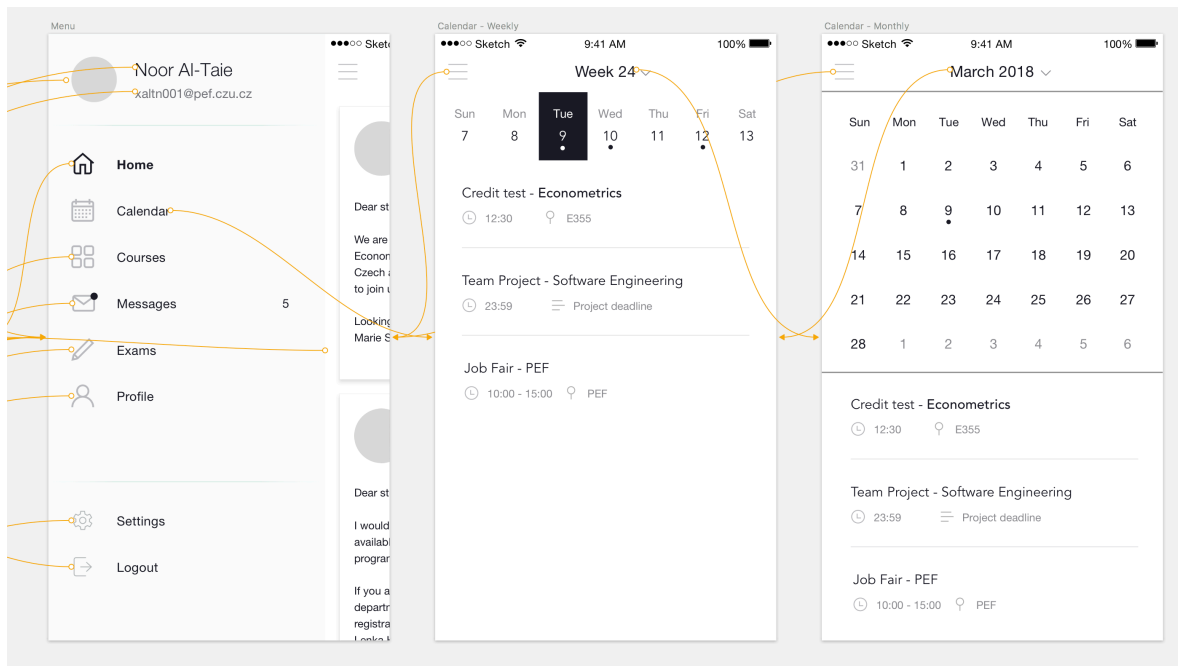 Menu
Noor Al-Taie
xaltn001@pef.czu.cz
Home
Calendar
Courses
Messages 5
Exams
Profile
Settings
Logout
Sketc
Dear st
We are
Econom
Czech a
to join u
Looking
Marie S
Dear st
I would
availabl
program
If you a
departm
registra
Lenka H
Calendar - Weekly
Sketch 9:41 AM 100%
Week 24
Sun Mon Tue Wed Thu Fri Sat
7 8 9 10 11 12 13
Credit test - Econometrics
12:30 E355
Team Project - Software Engineering
23:59 Project deadline
Job Fair - PEF
10:00 - 15:00 PEF
Calendar - Monthly
Sketch 9:41 AM 100%
March 2018
Sun Mon Tue Wed Thu Fri Sat
31 1 2 3 4 5 6
7 8 9 10 11 12 13
14 15 16 17 18 19 20
21 22 23 24 25 26 27
28 1 2 3 4 5 6
Credit test - Econometrics
12:30 E355
Team Project - Software Engineering
23:59 Project deadline
Job Fair - PEF
10:00 - 15:00 PEF